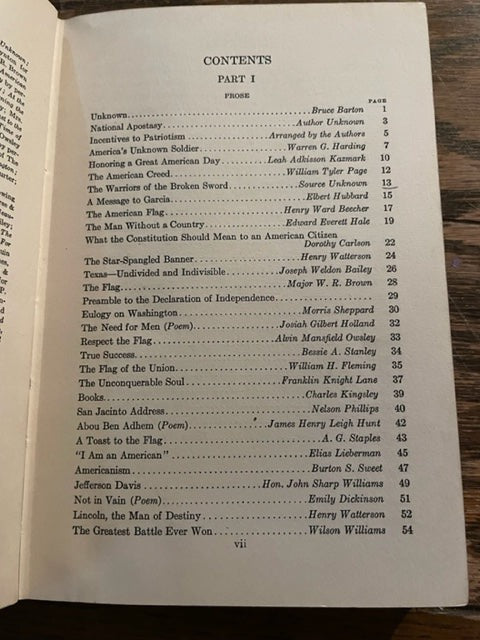 Unknown;
for
R. Brown
American
CONTENTS
PART I
PROSE
PAGE
Unknown........Bruce Barton 1
National Apostasy........Author Unknown 3
Incentives to Patriotism........Arranged by the Authors 5
America's Unknown Soldier........Warren G. Harding 7
Honoring a Great American Day........Leah Adkisson Kazmark 10
The American Creed........William Tyler Page 12
The Warriors of the Broken Sword........Source Unknown 13
A Message to Garcia........Elbert Hubbard 15
The American Flag........Henry Ward Beecher 17
The Man Without a Country........Edward Everett Hale 19
What the Constitution Should Mean to an American Citizen
Dorothy Carlson 22
The Star-Spangled Banner........Henry Watterson 24
Texas—Undivided and Indivisible........Joseph Weldon Bailey 26
The Flag........Major W. R. Brown 28
Preamble to the Declaration of Independence........ 29
Eulogy on Washington........Morris Sheppard 30
The Need for Men (Poem)........Josiah Gilbert Holland 32
Respect the Flag........Alvin Mansfield Owsley 33
True Success........Bessie A. Stanley 34
The Flag of the Union........William H. Fleming 35
The Unconquerable Soul........Franklin Knight Lane 37
Books........Charles Kingsley 39
San Jacinto Address........Nelson Phillips 40
Abou Ben Adhem (Poem)........James Henry Leigh Hunt 42
A Toast to the Flag........A. G. Staples 43
"I Am an American"........Elias Lieberman 45
Americanism........Burton S. Sweet 47
Jefferson Davis........Hon. John Sharp Williams 49
Not in Vain (Poem)........Emily Dickinson 51
Lincoln, the Man of Destiny........Henry Watterson 52
The Greatest Battle Ever Won........Wilson Williams 54
vii